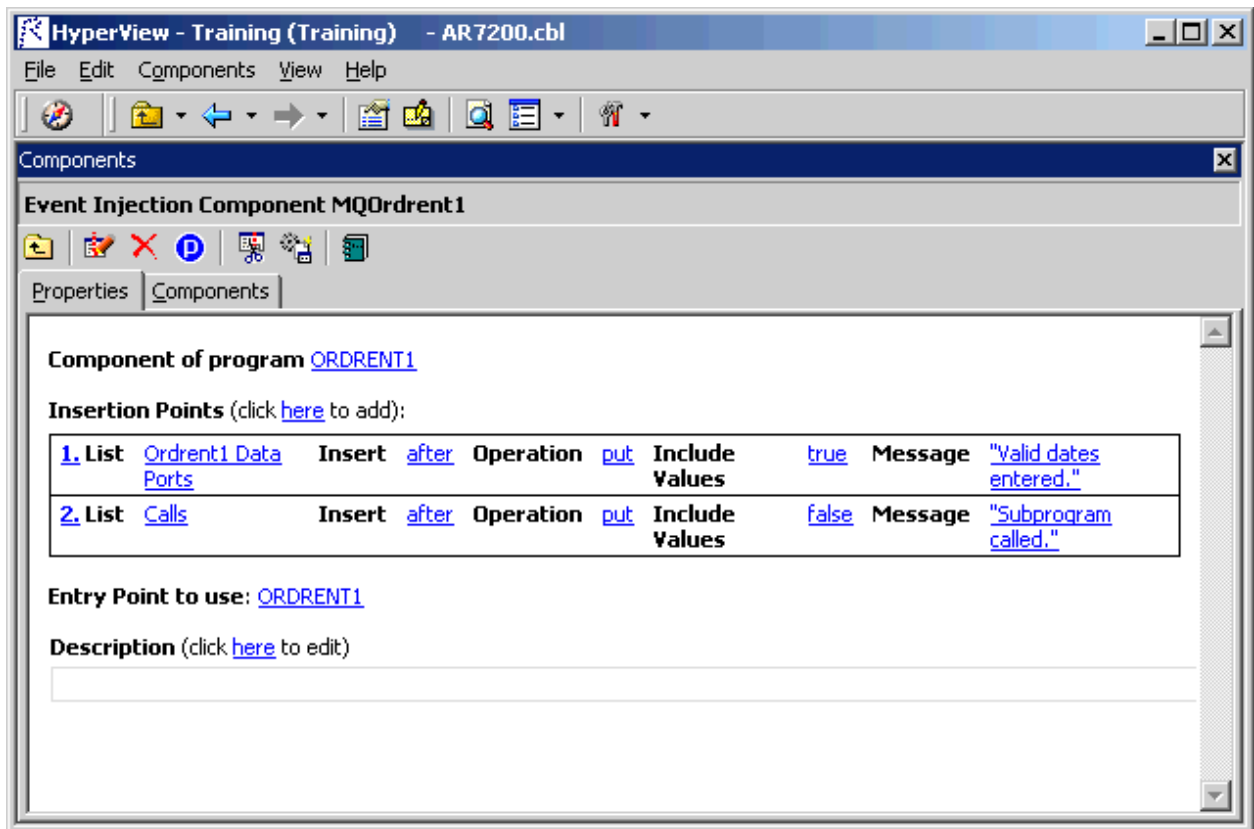 HyperView - Training (Training) - AR7200.cbl
File Edit Components View Help
Components
Event Injection Component MQOrdrent1
Properties Components
Component of program ORDRENT1
Insertion Points (click here to add):
1. List Ordrent1 Data Ports Insert after Operation put Include Values true Message "Valid dates entered."
2. List Calls Insert after Operation put Include Values false Message "Subprogram called."
Entry Point to use: ORDRENT1
Description (click here to edit)